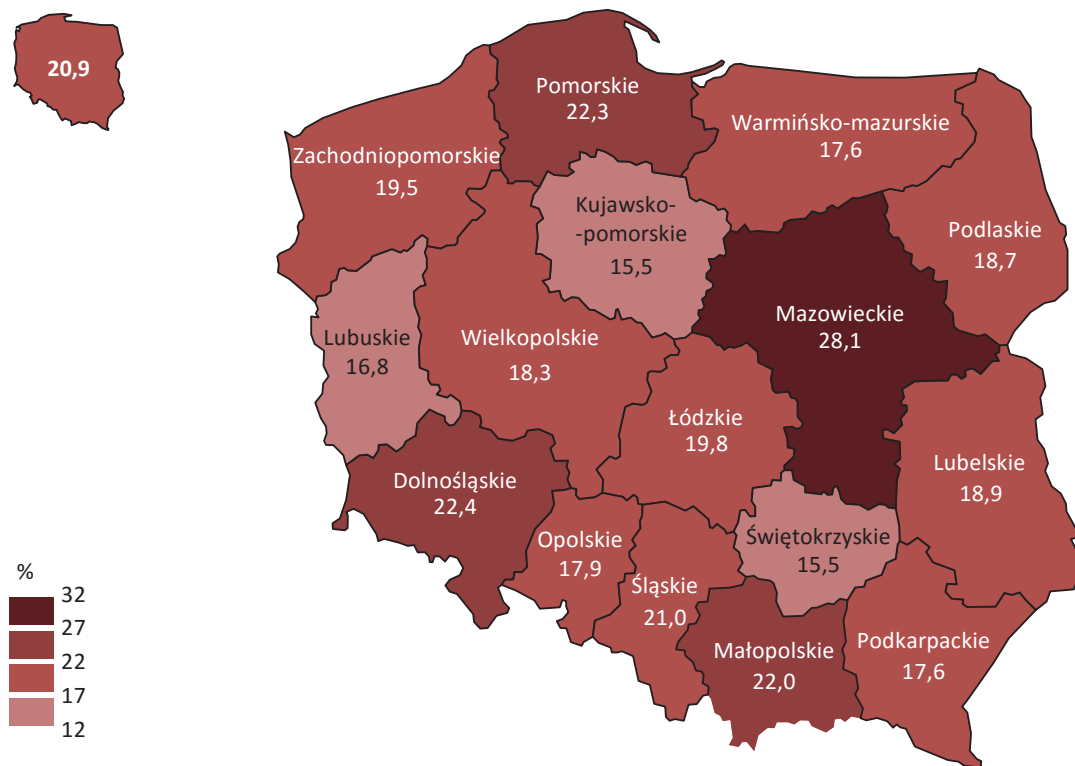 20,9
Pomorskie
22,3
Warmińsko-mazurskie
17,6
Zachodniopomorskie
19,5
Kujawsko-
-pomorskie
15,5
Podlaskie
18,7
Mazowieckie
28,1
Lubuskie
16,8
Wielkopolskie
18,3
Łódzkie
19,8
Lubelskie
18,9
Dolnośląskie
22,4
Opolskie
17,9
Świętokrzyskie
15,5
Śląskie
21,0
Małopolskie
22,0
Podkarpackie
17,6
%
32
27
22
17
12